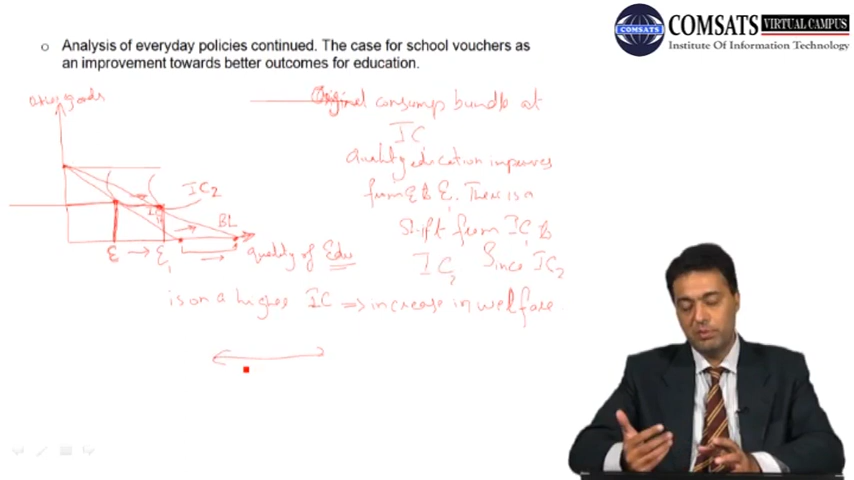 COMSATS VIRTUAL CAMPUS
COMSATS
Institute Of Information Technology
o Analysis of everyday policies continued. The case for school vouchers as
an improvement towards better outcomes for education.
goods
Original consump bundle at
IC
Quality education improves
from E to E1. There is a
shift from IC1 to
IC2 Since IC2
is on a higher IC => increase in welfare
IC2
BL
E → E1
quality of Edu